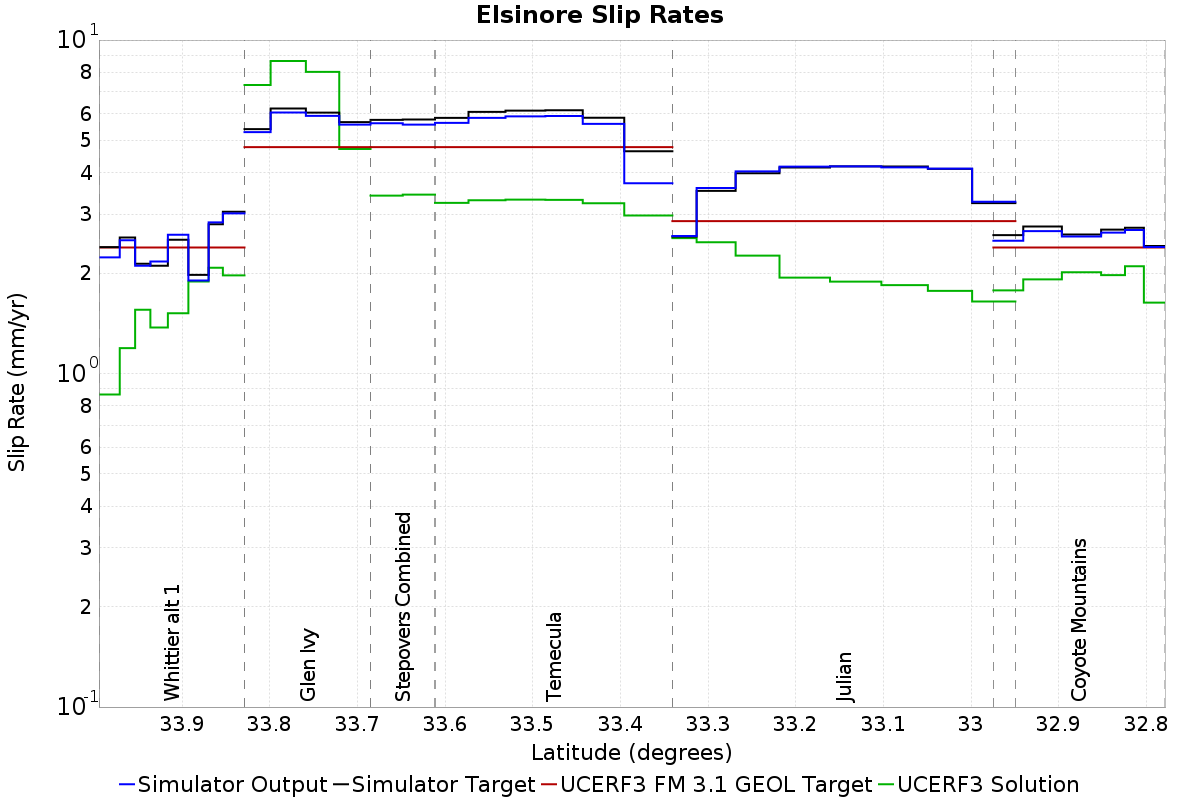 Elsinore Slip Rates
Slip Rate (mm/yr)
10^1
8
6
5
4
3
2
10^0
8
6
5
4
3
2
10^-1
Whittier alt 1
Glen Ivy
Stepovers Combined
Temecula
Julian
Coyote Mountains
33.9 33.8 33.7 33.6 33.5 33.4 33.3 33.2 33.1 33 32.9 32.8
Latitude (degrees)
Simulator Output Simulator Target UCERF3 FM 3.1 GEOL Target UCERF3 Solution